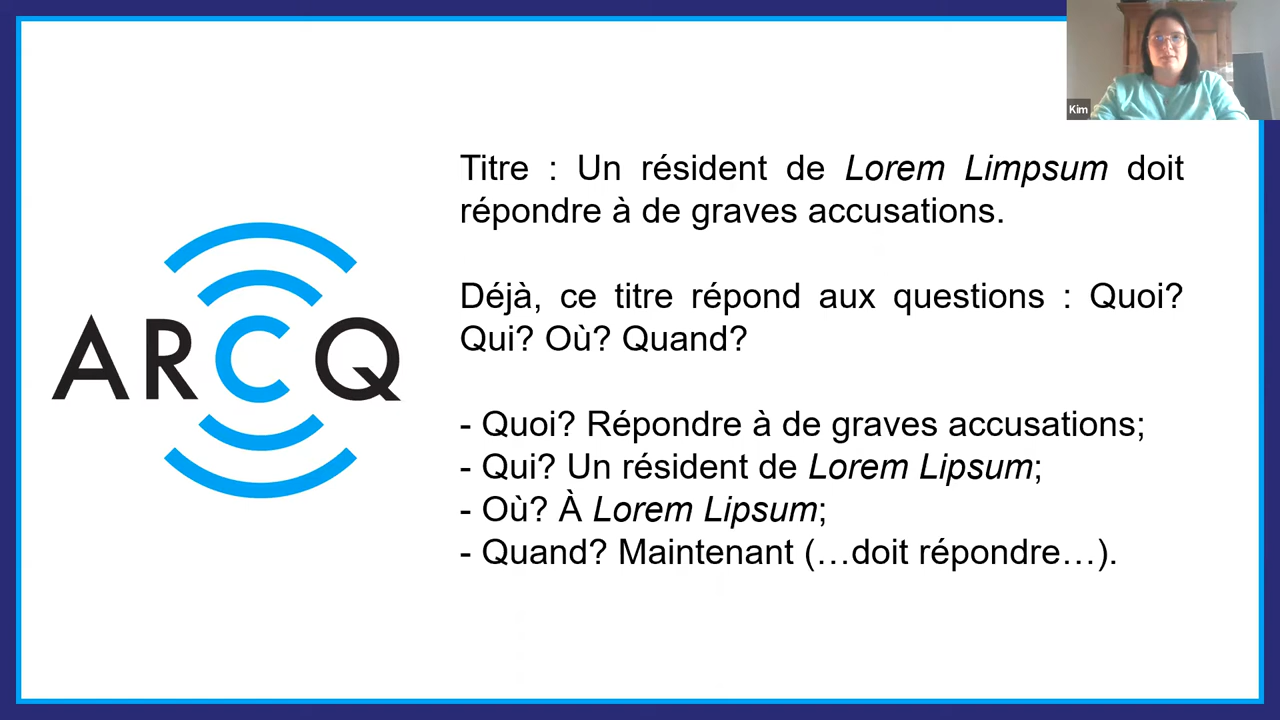 Kim
Titre : Un résident de Lorem Limpsum doit
répondre à de graves accusations.
Déjà, ce titre répond aux questions : Quoi?
Qui? Où? Quand?
ARCQ
- Quoi? Répondre à de graves accusations;
- Qui? Un résident de Lorem Lipsum;
- Où? À Lorem Lipsum;
- Quand? Maintenant (…doit répondre…).